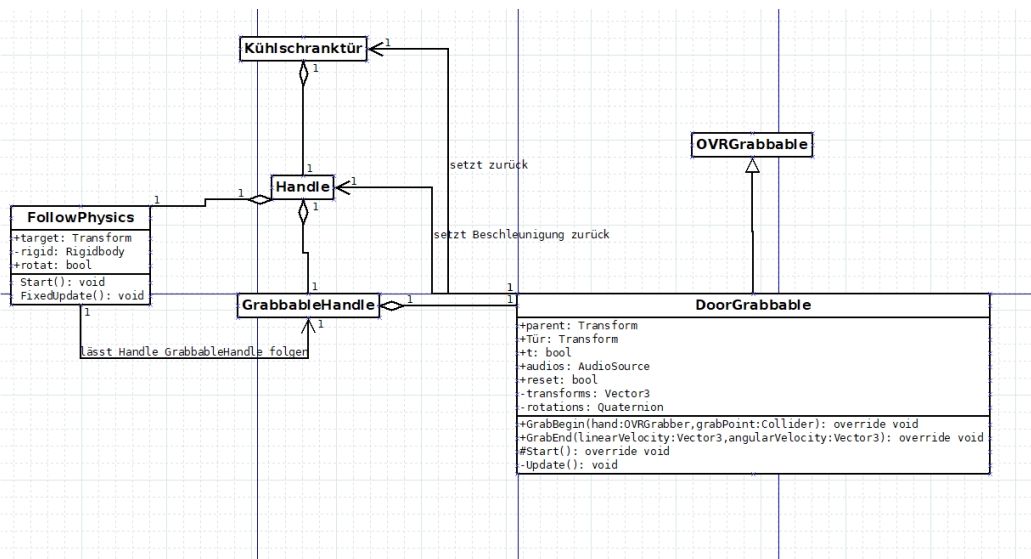 Kühlschranktür
1
1
OVRGrabbable
setzt zurück
1
Handle
1
1
1
1
FollowPhysics
+target: Transform
-rigid: Rigidbody
+rotat: bool
Start(): void
FixedUpdate(): void
1
setzt Beschleunigung zurück
1
GrabbableHandle
1
1
1
1
lässt Handle GrabbableHandle folgen
DoorGrabbable
+parent: Transform
+Tür: Transform
+t: bool
+audios: AudioSource
+reset: bool
-transforms: Vector3
-rotations: Quaternion
+GrabBegin(hand:OVRGrabber,grabPoint:Collider): override void
+GrabEnd(linearVelocity:Vector3,angularVelocity:Vector3): override void
#Start(): override void
-Update(): void